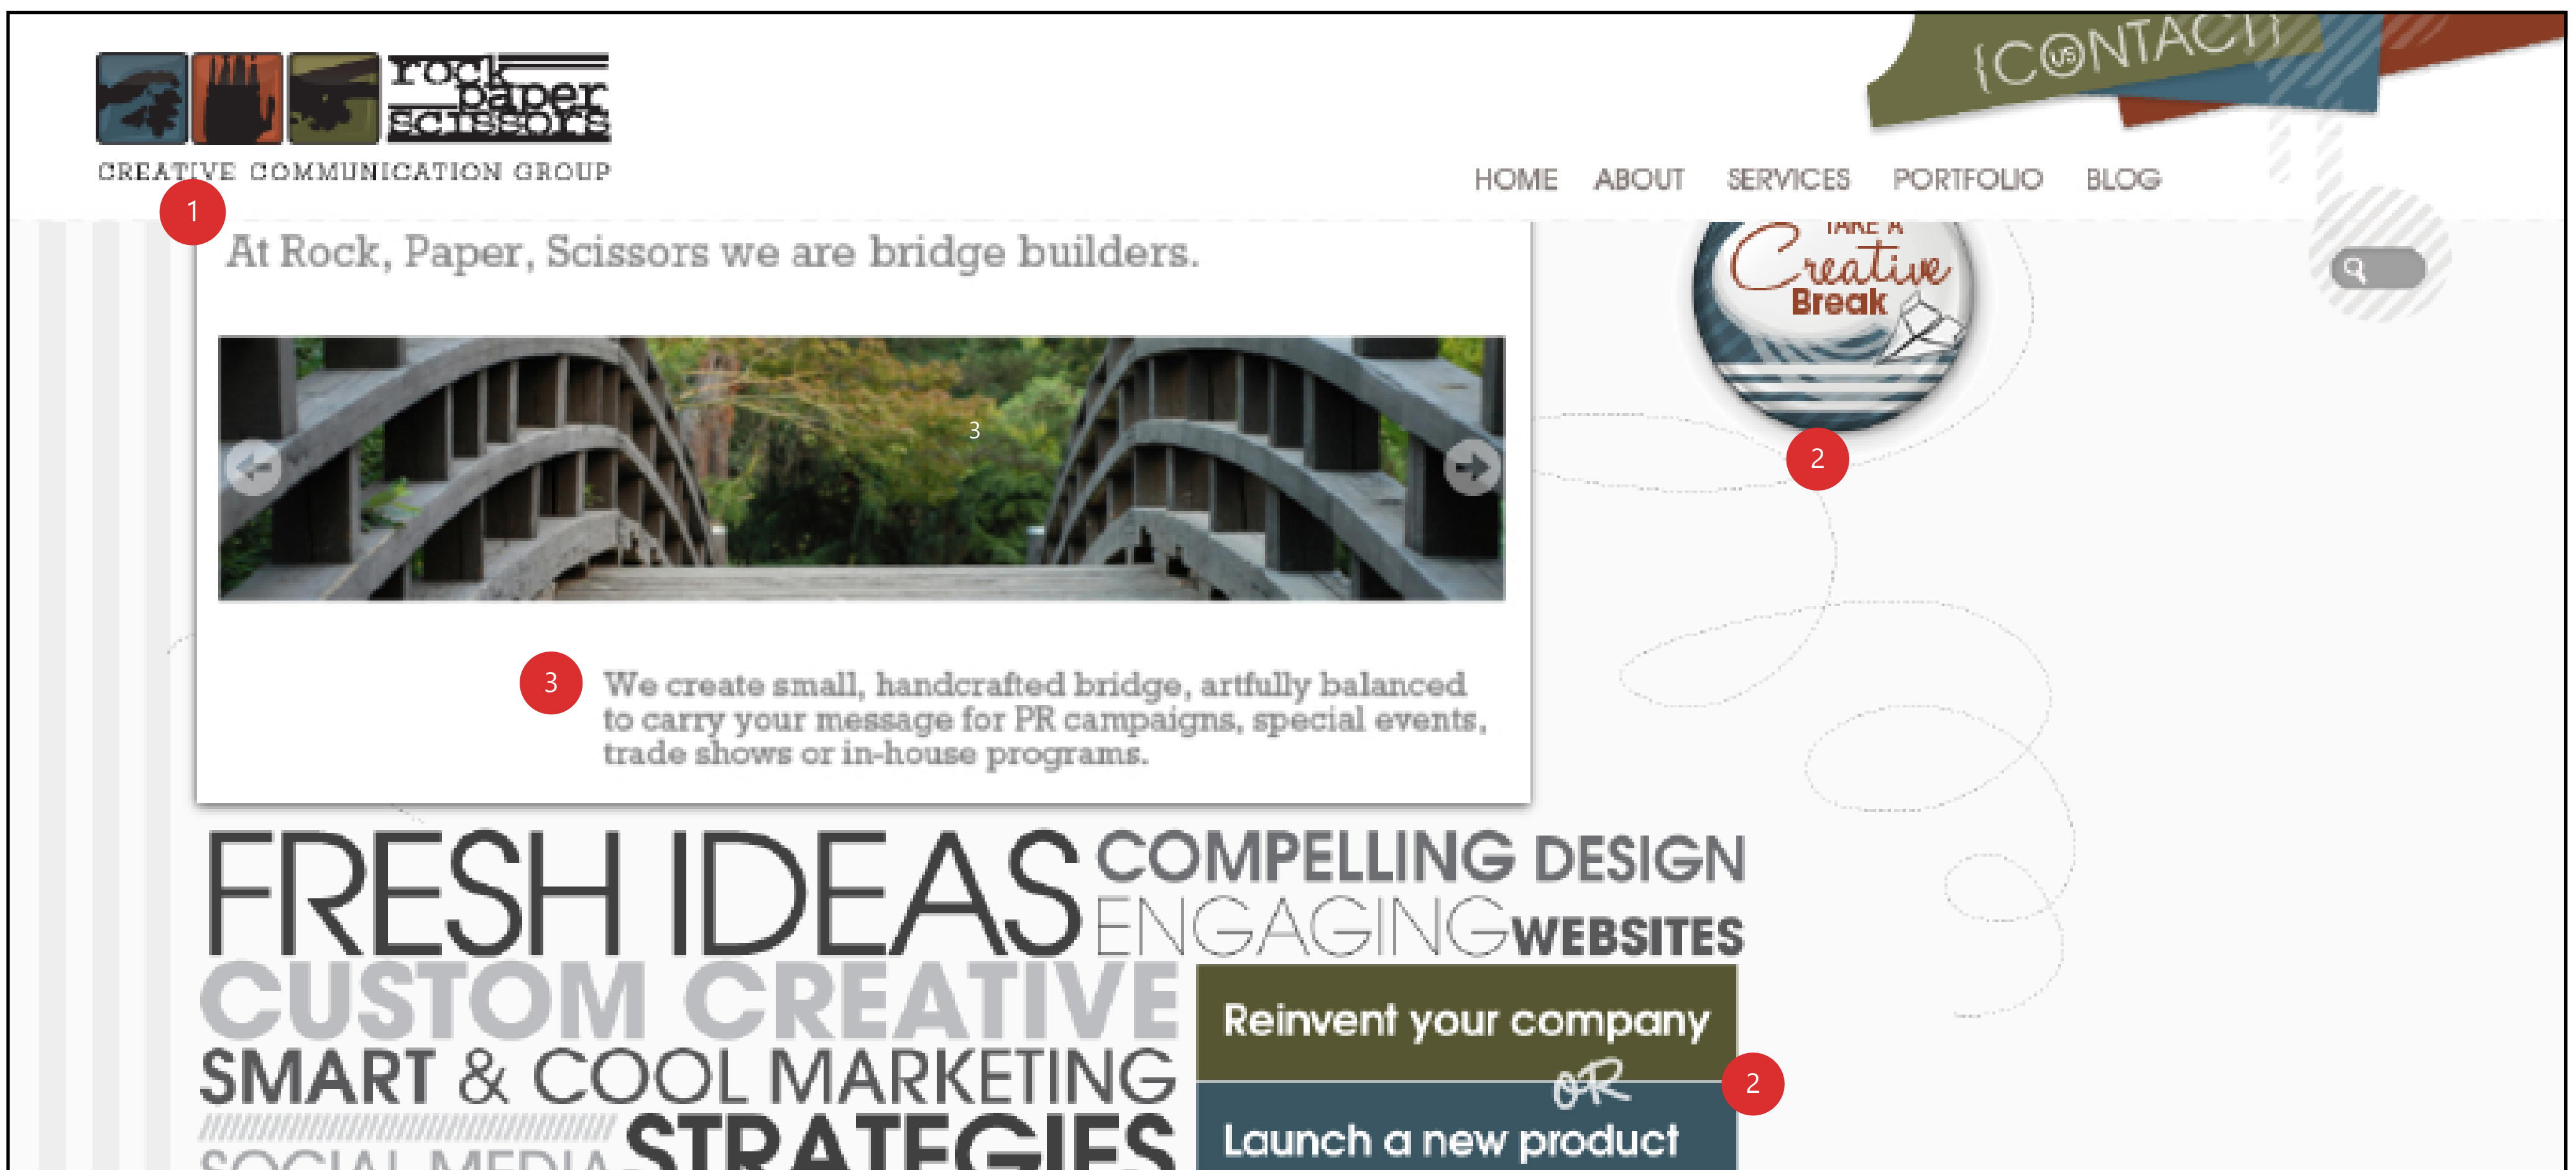 {CONTACT}
US
rock
paper
scissors
CREATIVE COMMUNICATION GROUP
HOME ABOUT SERVICES PORTFOLIO BLOG
1
At Rock, Paper, Scissors we are bridge builders.
TAKE A
Creative
Break
3
2
3
We create small, handcrafted bridge, artfully balanced
to carry your message for PR campaigns, special events,
trade shows or in-house programs.
FRESH IDEAS COMPELLING DESIGN
ENGAGING WEBSITES
CUSTOM CREATIVE
Reinvent your company
SMART & COOL MARKETING
OR
2
STRATEGIES
Launch a new product
SOCIAL MEDIA